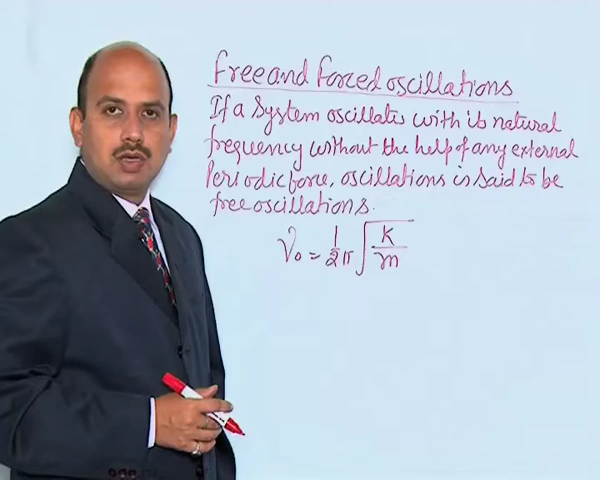 Free and Forced oscillations
If a System oscillates with its natural
frequency without the help of any external
Periodic force, oscillations is said to be
free oscillations.
ν₀ = 1/2π √K/m